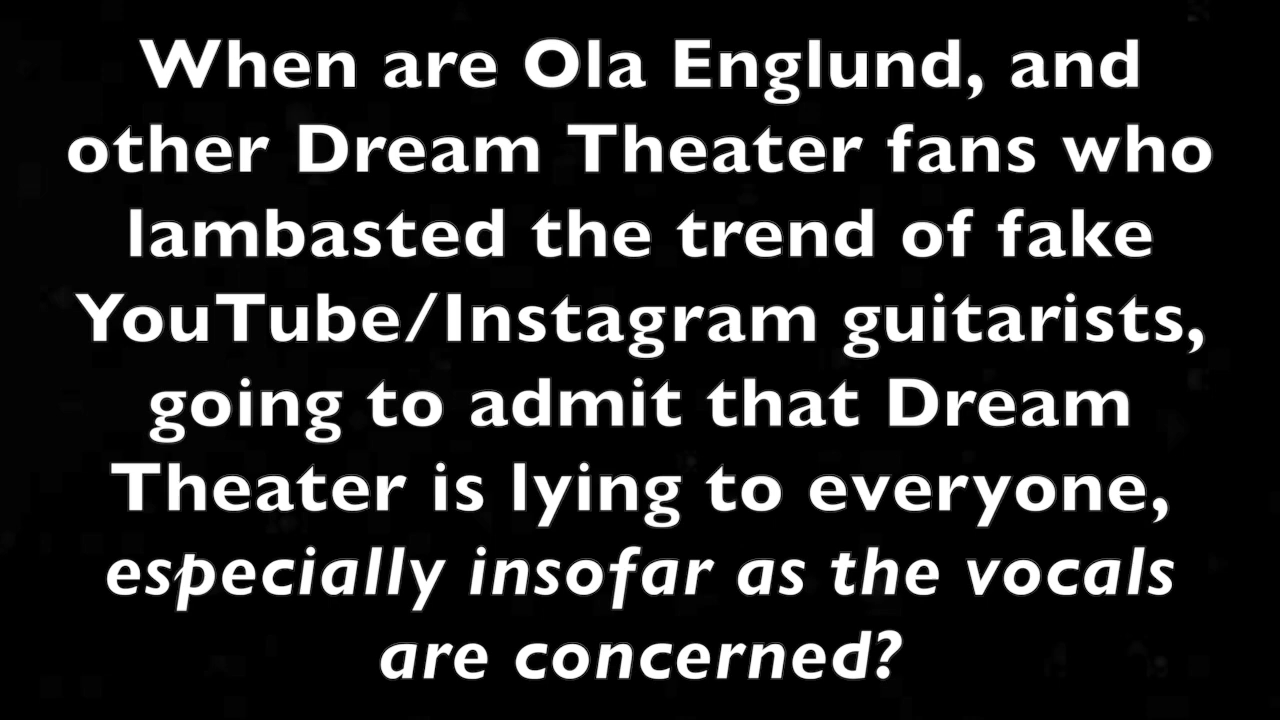 When are Ola Englund, and
other Dream Theater fans who
lambasted the trend of fake
YouTube/Instagram guitarists,
going to admit that Dream
Theater is lying to everyone,
especially insofar as the vocals
are concerned?